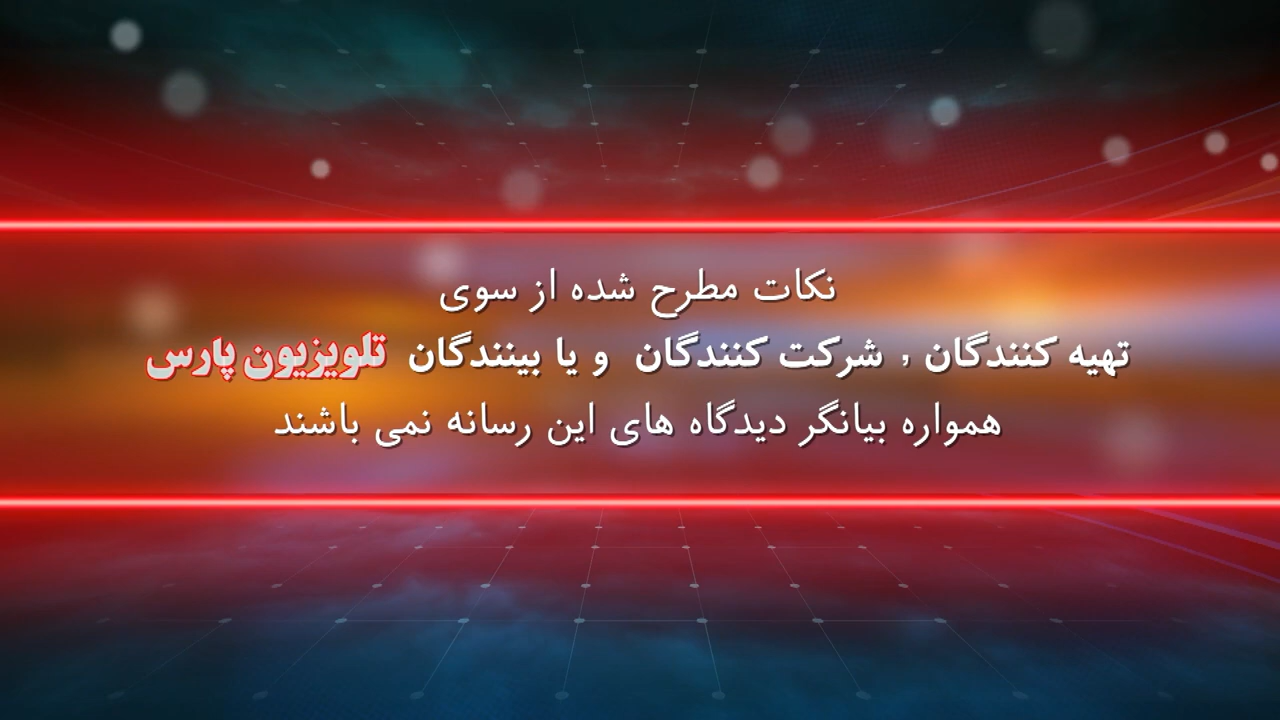 نکات مطرح شده از سوی
تهیه کنندگان , شرکت کنندگان و یا بینندگان تلویزیون پارس
همواره بیانگر دیدگاه های این رسانه نمی باشند